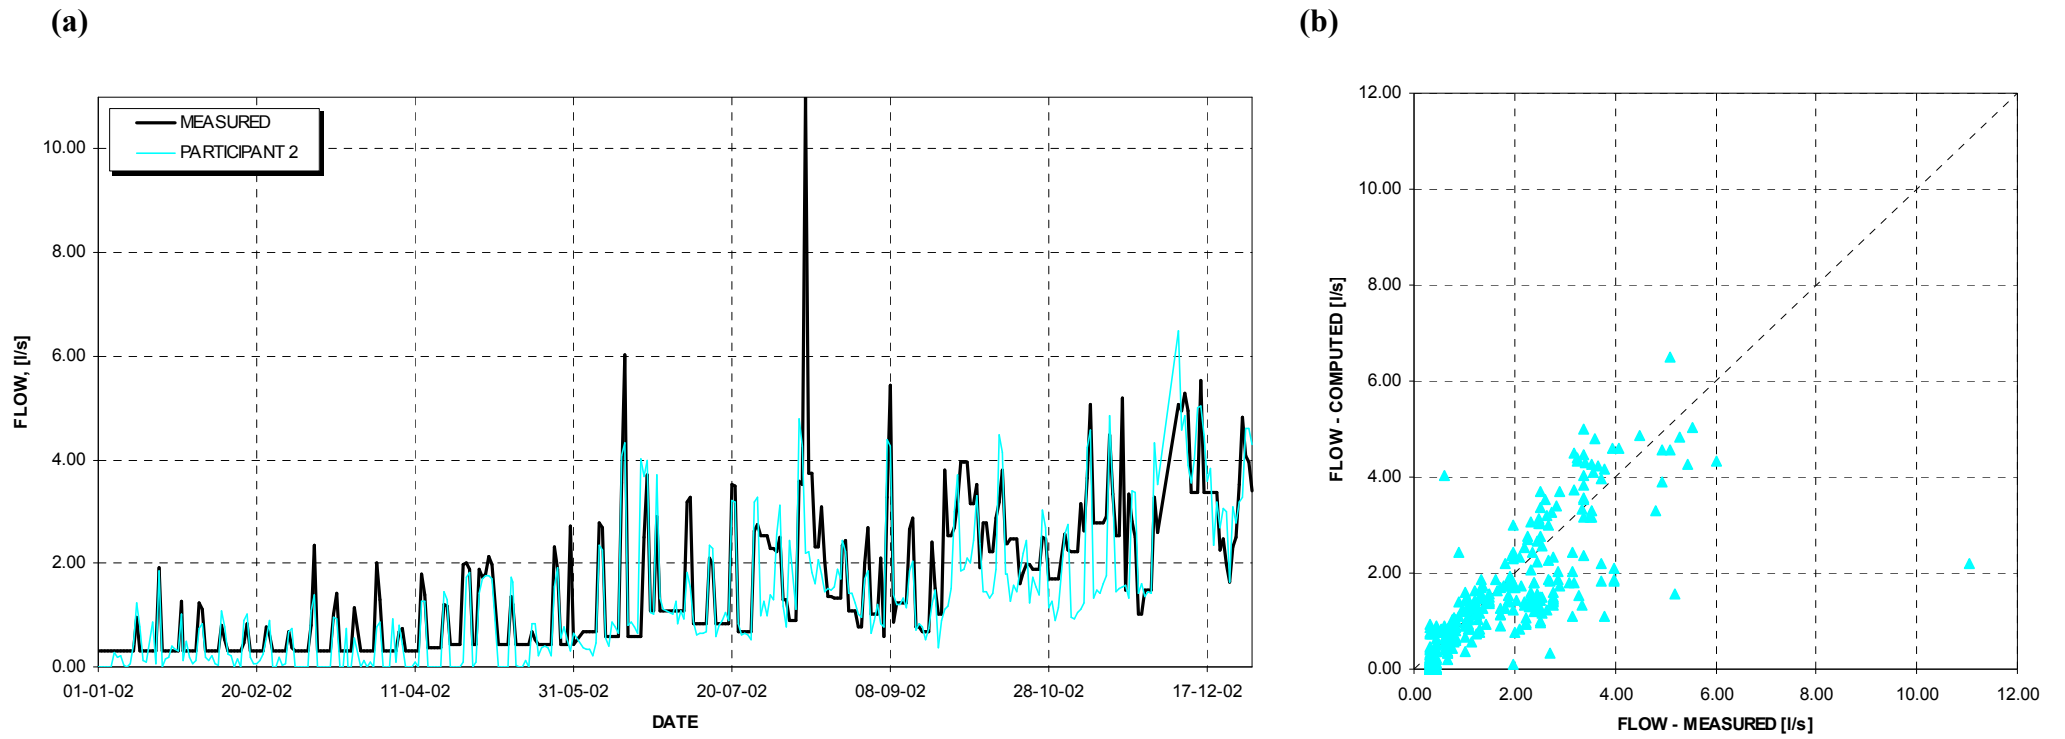 (a)
(b)
MEASURED
PARTICIPANT 2
10.00
8.00
6.00
4.00
2.00
0.00
FLOW, [l/s]
01-01-02 20-02-02 11-04-02 31-05-02 20-07-02 08-09-02 28-10-02 17-12-02
DATE
12.00
10.00
8.00
6.00
4.00
2.00
0.00
FLOW - COMPUTED [l/s]
0.00 2.00 4.00 6.00 8.00 10.00 12.00
FLOW - MEASURED [l/s]